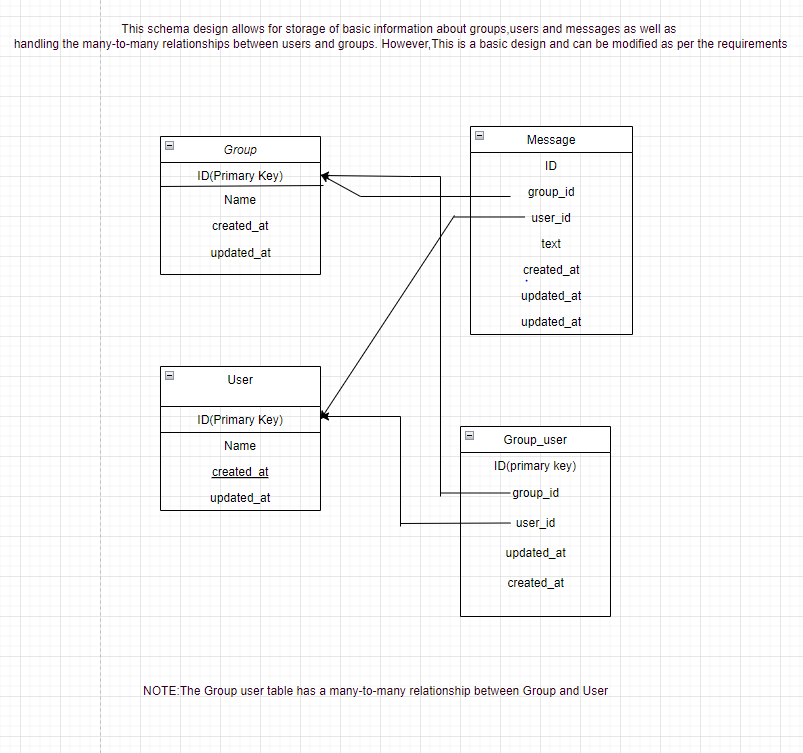 This schema design allows for storage of basic information about groups,users and messages as well as
handling the many-to-many relationships between users and groups. However,This is a basic design and can be modified as per the requirements
Group
ID(Primary Key)
Name
created_at
updated_at
Message
ID
group_id
user_id
text
created_at
updated_at
updated_at
User
ID(Primary Key)
Name
created_at
updated_at
Group_user
ID(primary key)
group_id
user_id
updated_at
created_at
NOTE:The Group user table has a many-to-many relationship between Group and User